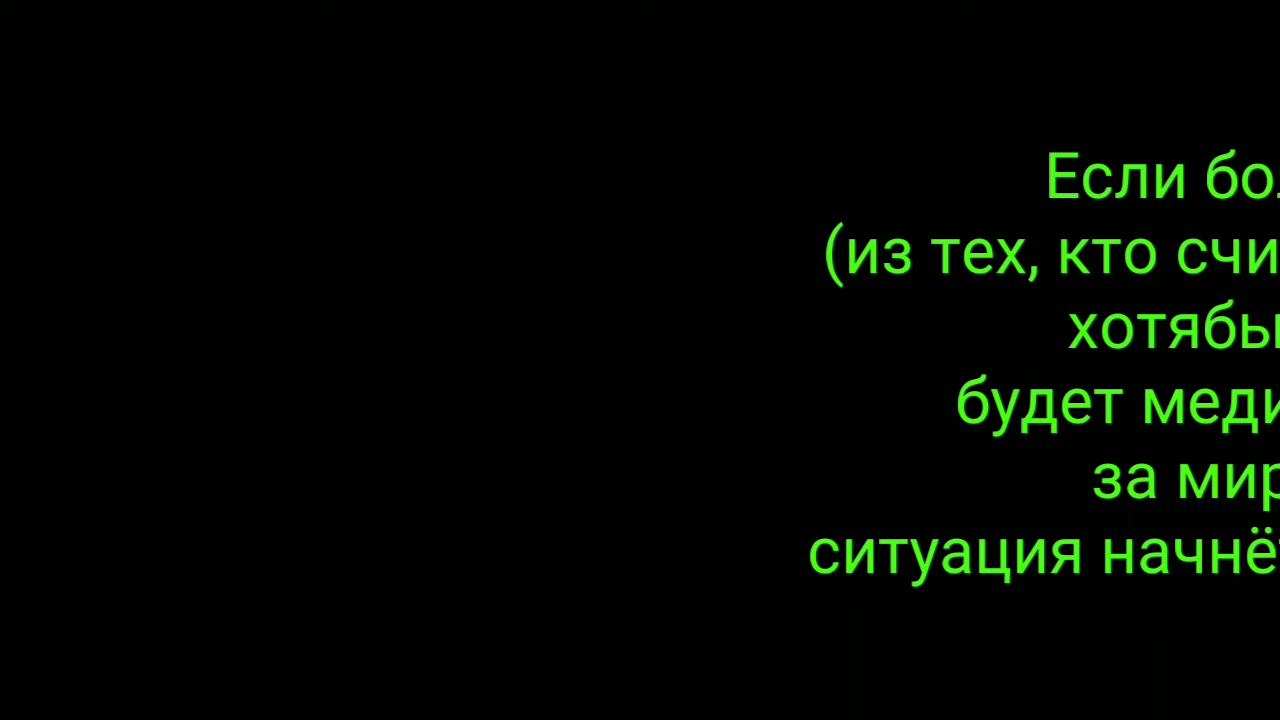 Если бо
(из тех, кто счи
хотябы
будет меди
за мир
ситуация начнё